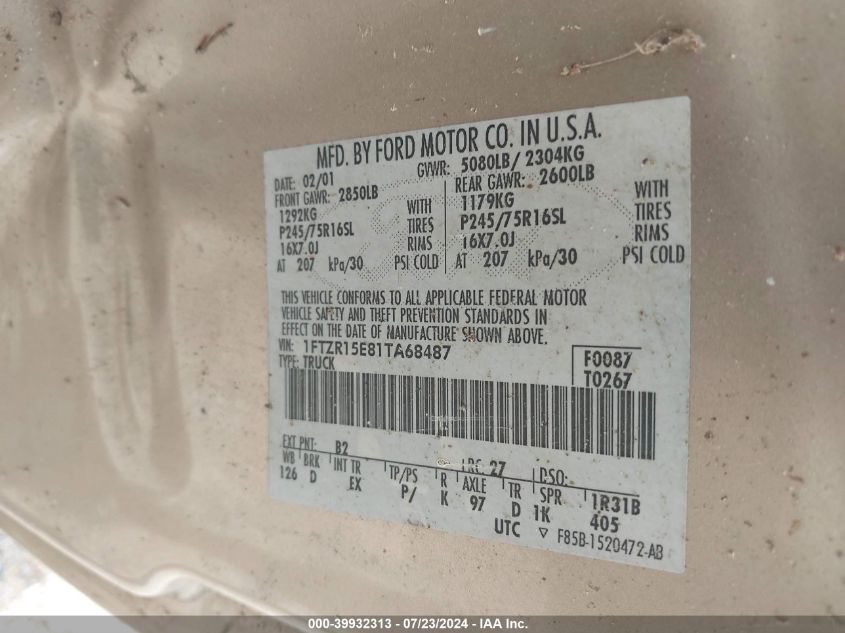 MFD. BY FORD MOTOR CO. IN U.S.A.
DATE: 02/01 GVWR: 5080LB/ 2304KG
FRONT GAWR: 2850LB REAR GAWR: 2600LB
1292KG WITH 1179KG WITH
P245/75R16SL TIRES P245/75R16SL TIRES
16X7.0J RIMS 16X7.0J RIMS
AT 207 kPa/30 PSI COLD AT 207 kPa/30 PSI COLD
THIS VEHICLE CONFORMS TO ALL APPLICABLE FEDERAL MOTOR
VEHICLE SAFETY AND THEFT PREVENTION STANDARDS IN
EFFECT ON THE DATE OF MANUFACTURE SHOWN ABOVE.
VIN: 1FTZR15E81TA68487 F0087
TYPE: TRUCK T0267
EXT PNT: B2 RC: 27 DSO:
WB BRK INT TR TP/PS R AXLE TR SPR 1R31B
126 D EX P/ K 97 D 1K 405
UTC ▽ F85B-1520472-AB
000-39932313 - 07/23/2024 - IAA Inc.